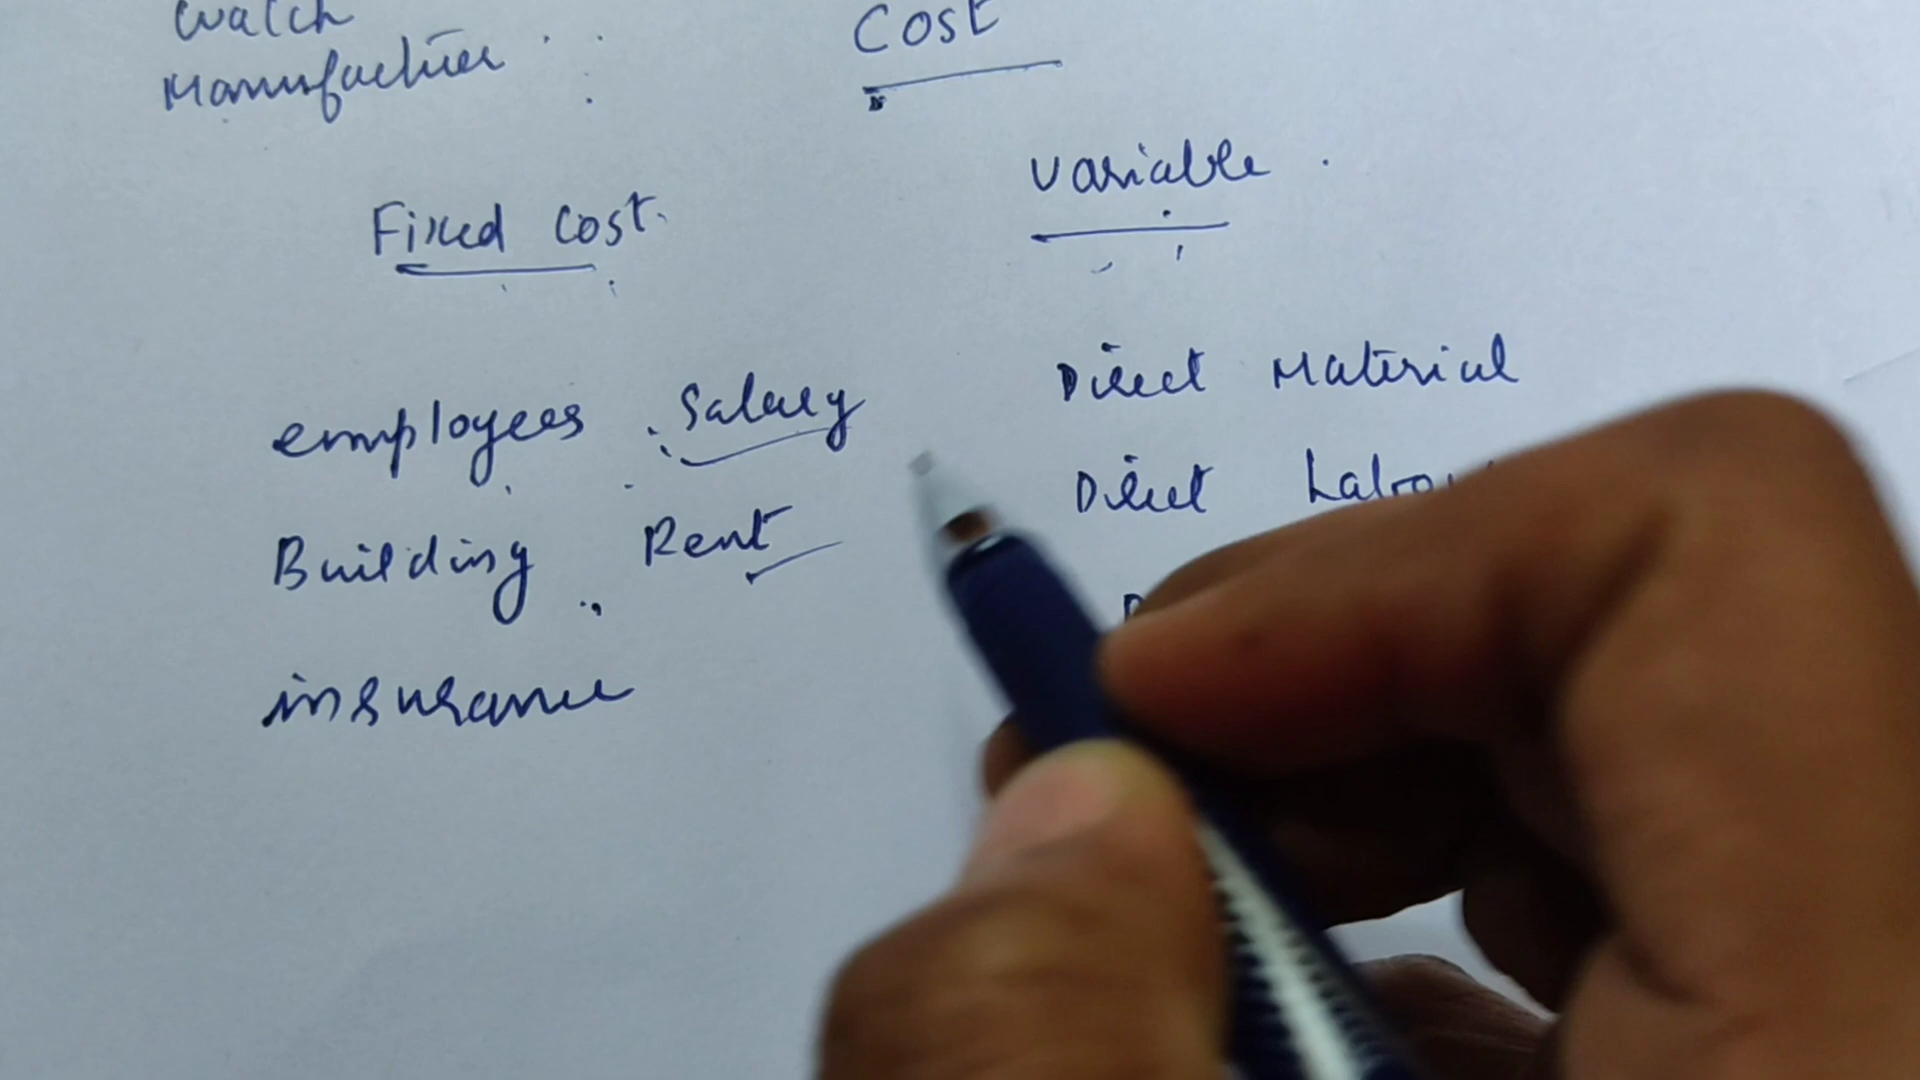 Watch
Manufacturer
Cost
Fixed Cost
Variable
employees Salary
Direct Material
Building Rent
Direct
insurance